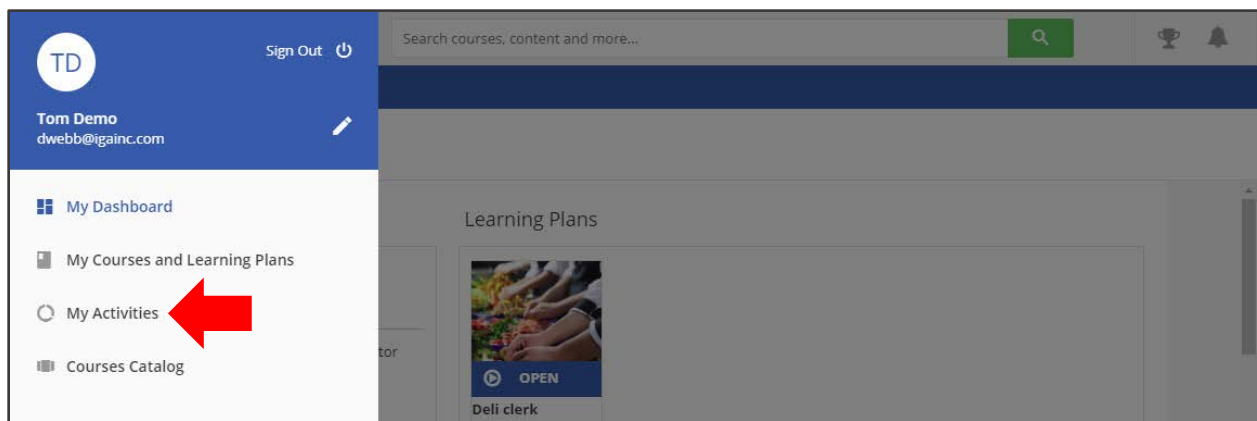 TD
Sign Out
Tom Demo
dwebb@igainc.com
My Dashboard
My Courses and Learning Plans
My Activities
Courses Catalog
Search courses, content and more...
Learning Plans
tor
OPEN
Deli clerk